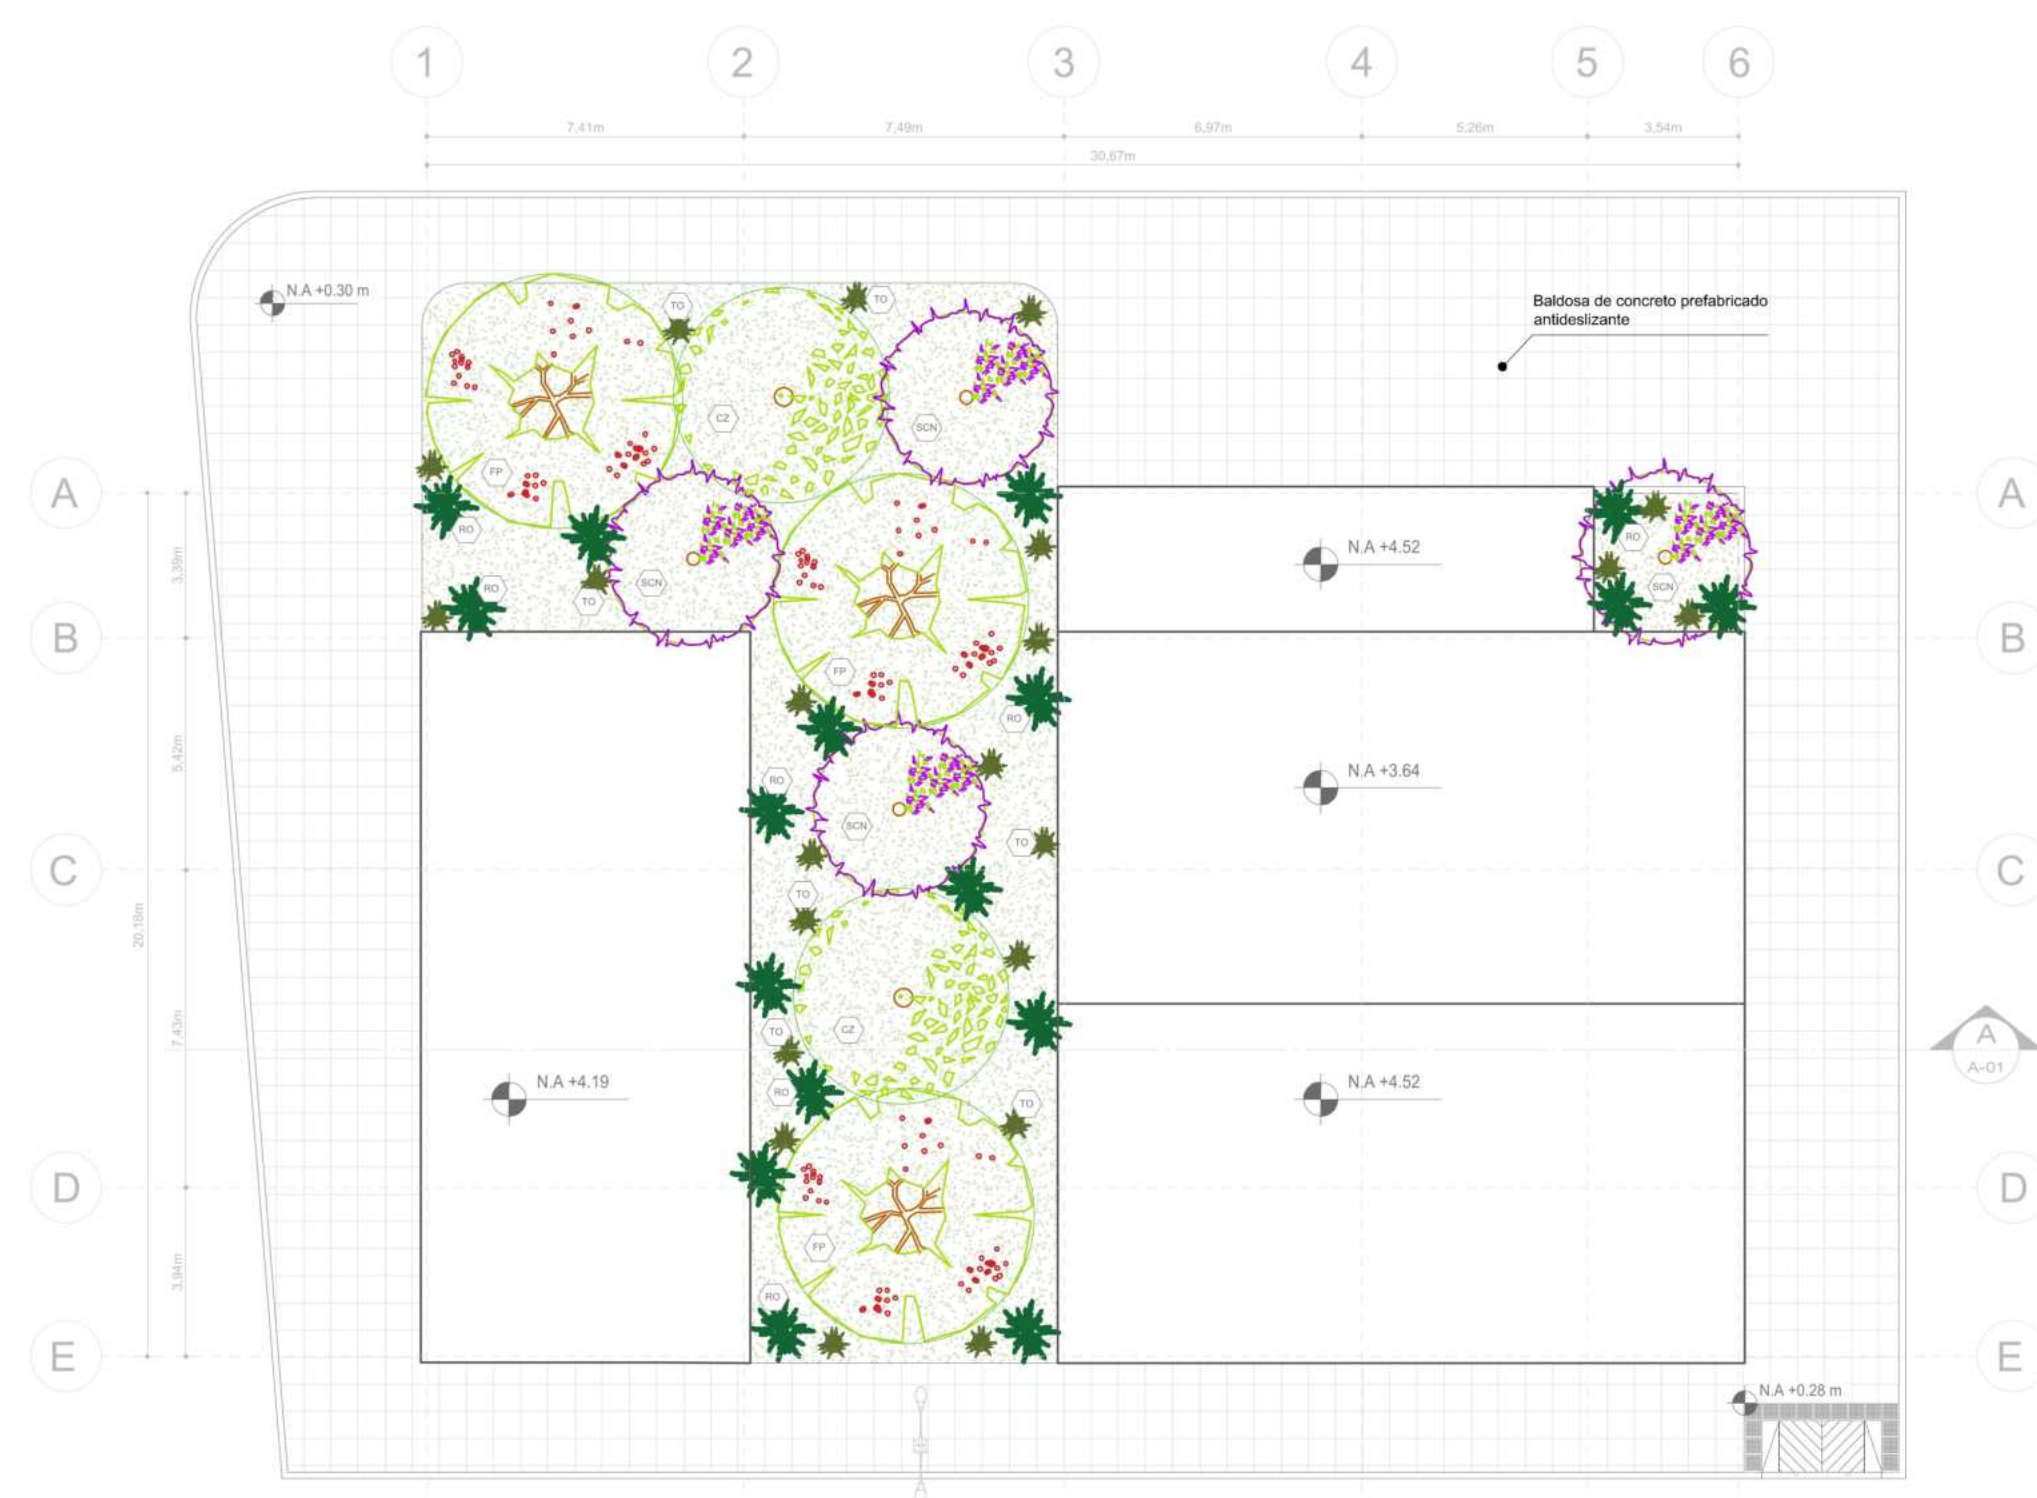 1 2 3 4 5 6
7,41m 7,49m 6,97m 5,26m 3,54m
30,67m
N.A +0.30 m
TO TO
Baldosa de concreto prefabricado
antideslizante
CZ SCN
FP
A A
RO RO
N.A +4.52
3,39m
SCN SCN
RO TO
B B
FP
RO
5,42m
N.A +3.64
RO
SCN
TO
C C
TO
20,18m
7,43m
CZ
TO
A
A-01
N.A +4.19 N.A +4.52
RO TO
D D
FP
3,94m
RO
E E
N.A +0.28 m
A